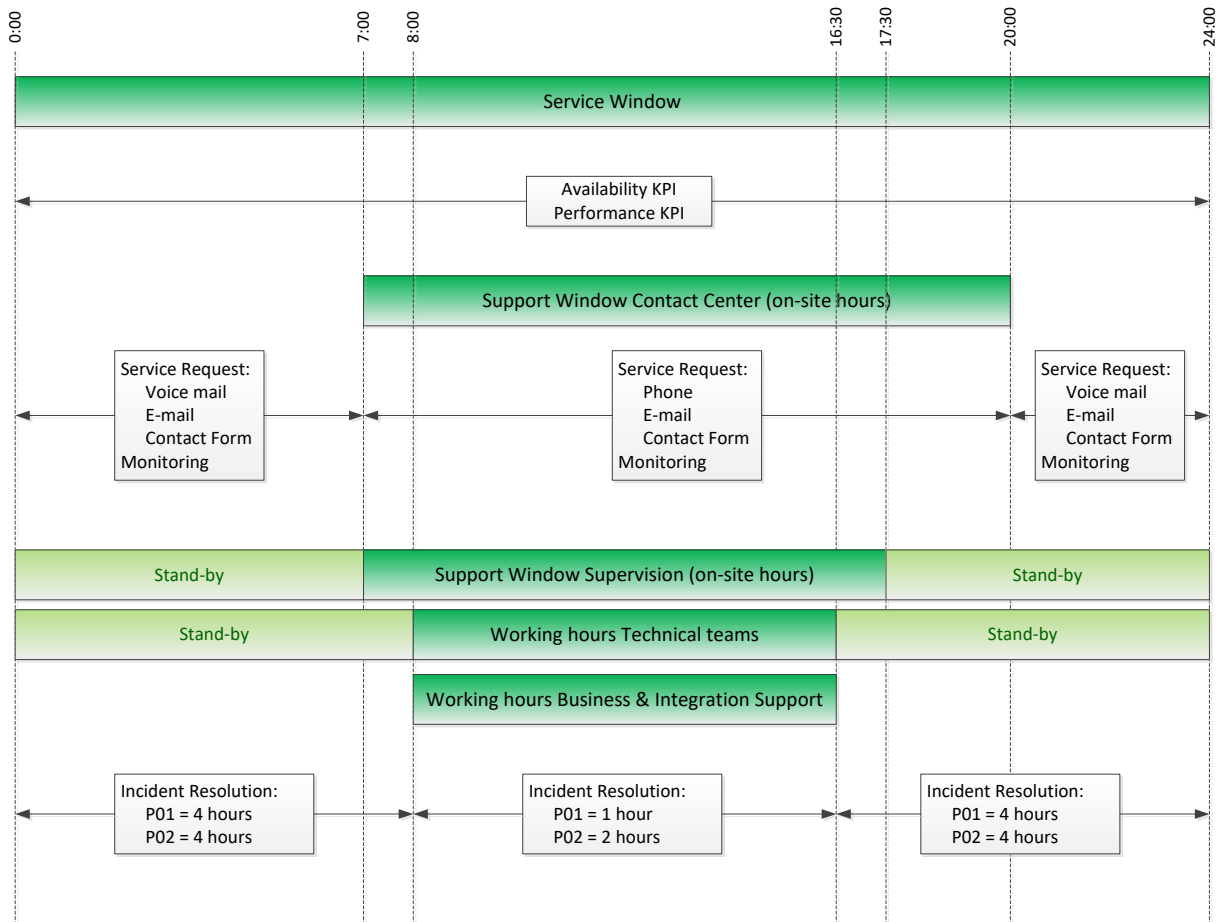 0:00
7:00
8:00
16:30
17:30
20:00
24:00
Service Window
Availability KPI
Performance KPI
Support Window Contact Center (on-site hours)
Service Request:
Voice mail
E-mail
Contact Form
Monitoring
Service Request:
Phone
E-mail
Contact Form
Monitoring
Service Request:
Voice mail
E-mail
Contact Form
Monitoring
Stand-by
Support Window Supervision (on-site hours)
Stand-by
Stand-by
Working hours Technical teams
Stand-by
Working hours Business & Integration Support
Incident Resolution:
P01 = 4 hours
P02 = 4 hours
Incident Resolution:
P01 = 1 hour
P02 = 2 hours
Incident Resolution:
P01 = 4 hours
P02 = 4 hours